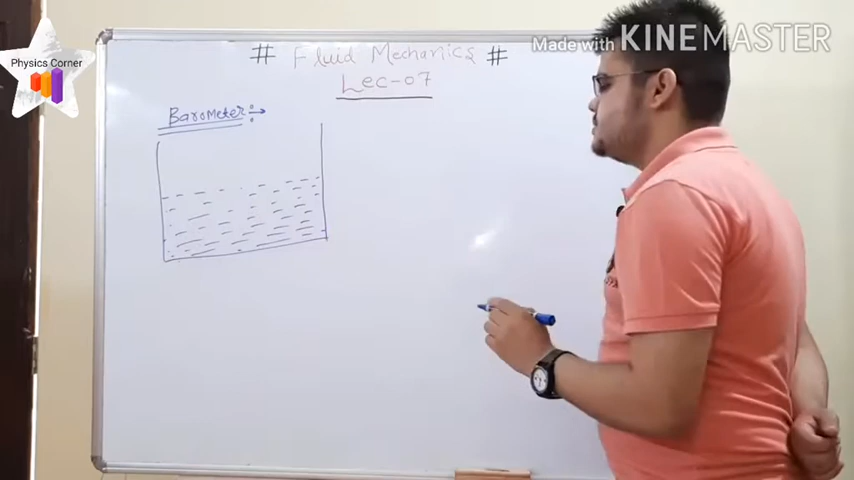 # Fluid Mechanics #
Lec-07
Made with KINEMASTER
Physics Corner
Barometer